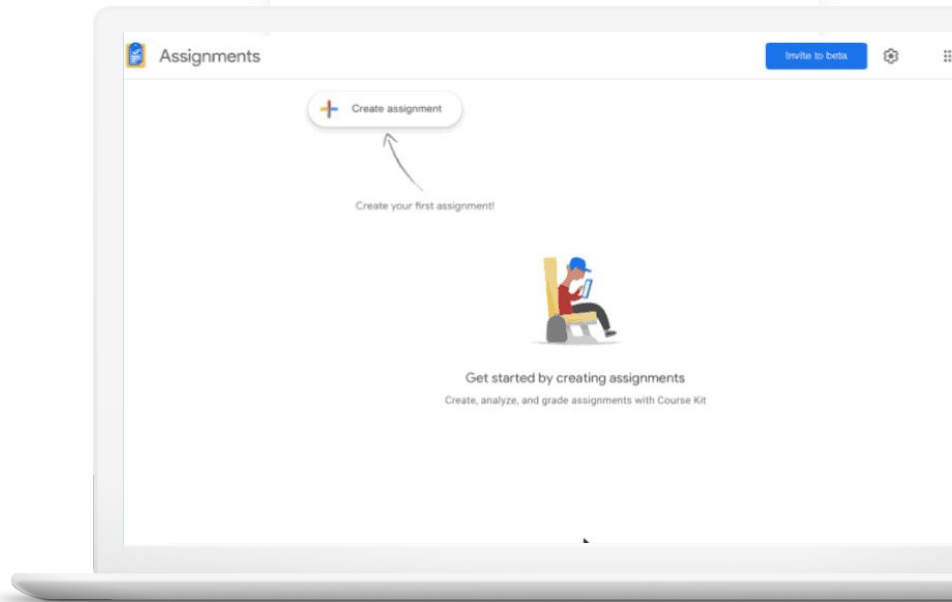 Assignments
Invite to beta
Create assignment
Create your first assignment!
Get started by creating assignments
Create, analyze, and grade assignments with Course Kit